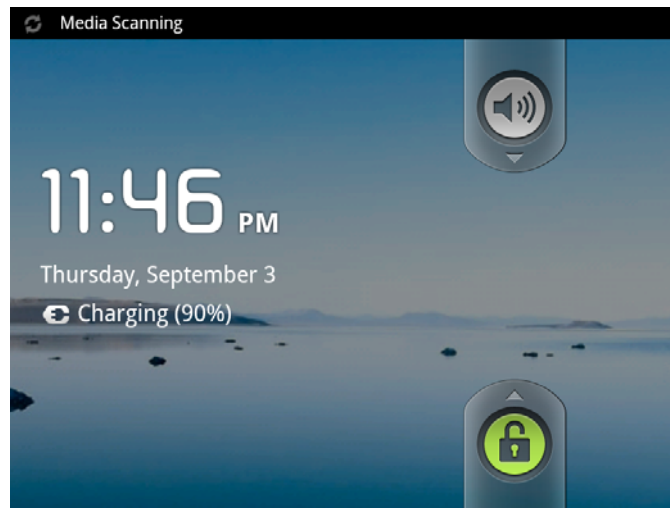 Media Scanning
11:46 PM
Thursday, September 3
Charging (90%)